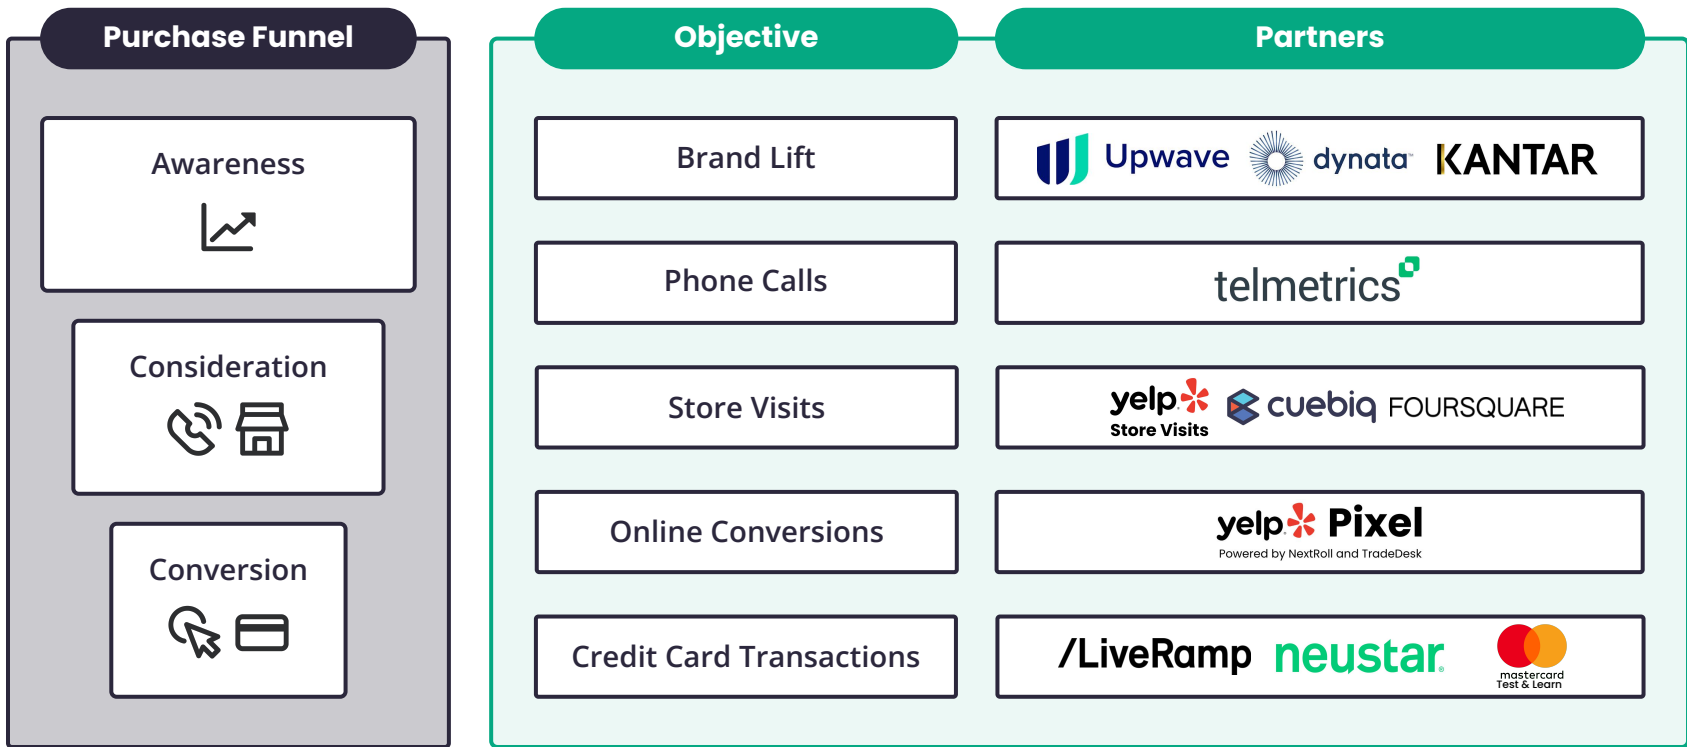 Purchase Funnel
Awareness
Consideration
Conversion
Objective
Partners
Brand Lift
Upwave
dynata
KANTAR
Phone Calls
telmetrics
Store Visits
yelp
Store Visits
cuebiq
FOURSQUARE
Online Conversions
yelp Pixel
Powered by NextRoll and TradeDesk
Credit Card Transactions
/LiveRamp
neustar
mastercard
Test & Learn